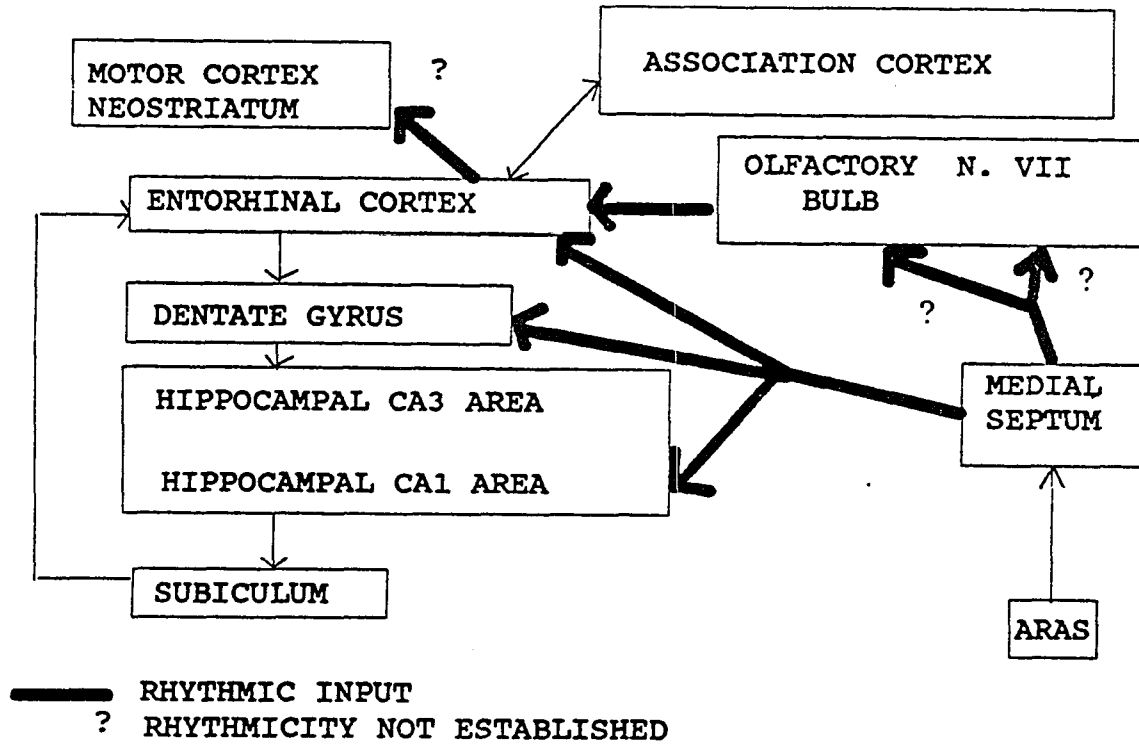 MOTOR CORTEX
NEOSTRIATUM
?
ASSOCIATION CORTEX
OLFACTORY N. VII
BULB
ENTORHINAL CORTEX
?
?
DENTATE GYRUS
MEDIAL
SEPTUM
HIPPOCAMPAL CA3 AREA
HIPPOCAMPAL CA1 AREA
SUBICULUM
ARAS
RHYTHMIC INPUT
? RHYTHMICITY NOT ESTABLISHED